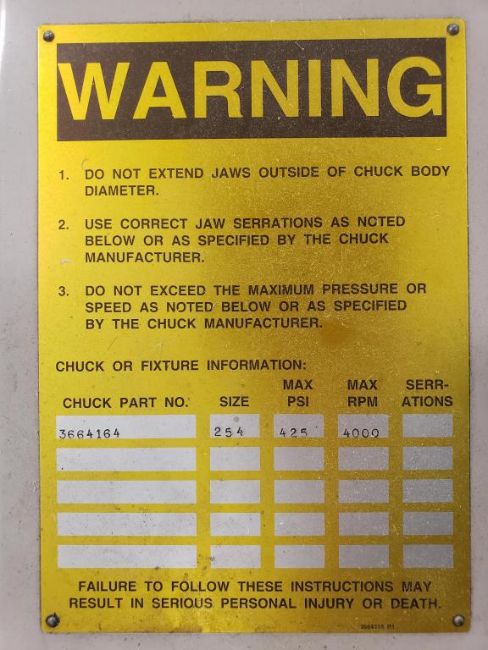 WARNING
1. DO NOT EXTEND JAWS OUTSIDE OF CHUCK BODY
DIAMETER.
2. USE CORRECT JAW SERRATIONS AS NOTED
BELOW OR AS SPECIFIED BY THE CHUCK
MANUFACTURER.
3. DO NOT EXCEED THE MAXIMUM PRESSURE OR
SPEED AS NOTED BELOW OR AS SPECIFIED
BY THE CHUCK MANUFACTURER.
CHUCK OR FIXTURE INFORMATION:
MAX MAX SERR-
CHUCK PART NO. SIZE PSI RPM ATIONS
3664164 254 425 4000
FAILURE TO FOLLOW THESE INSTRUCTIONS MAY
RESULT IN SERIOUS PERSONAL INJURY OR DEATH.